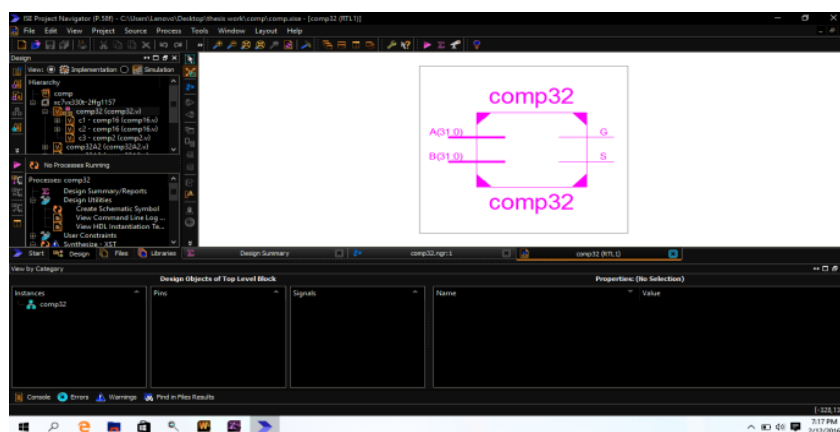 ISE Project Navigator (P.58f) - C:\Users\Lenovo\Desktop\thesis work\comp\comp.xise - [comp32 (RTL1)]
File Edit View Project Source Process Tools Window Layout Help
Design
View: Implementation Simulation
Hierarchy
comp
xc7vx330t-2ffg1157
comp32 (comp32.v)
c1 - comp16 (comp16.v)
c2 - comp16 (comp16.v)
c3 - comp2 (comp2.v)
comp32A2 (comp32A2.v)
No Processes Running
Processes: comp32
Design Summary/Reports
Design Utilities
Create Schematic Symbol
View Command Line Log ...
View HDL Instantiation Te...
User Constraints
Synthesize - XST
comp32
A(31:0) G
B(31:0) S
comp32
Start Design Files Libraries Design Summary comp32.ngr:1 comp32 (RTL1)
View by Category
Design Objects of Top Level Block Properties: (No Selection)
Instances Pins Signals Name Value
comp32
Console Errors Warnings Find in Files Results
7:17 PM